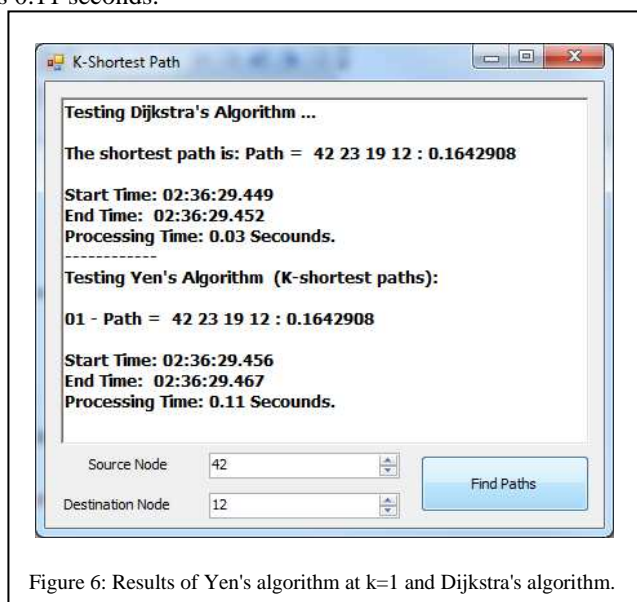 s 0.11 seconds.
K-Shortest Path
Testing Dijkstra's Algorithm ...
The shortest path is: Path = 42 23 19 12 : 0.1642908
Start Time: 02:36:29.449
End Time: 02:36:29.452
Processing Time: 0.03 Secounds.
------------
Testing Yen's Algorithm (K-shortest paths):
01 - Path = 42 23 19 12 : 0.1642908
Start Time: 02:36:29.456
End Time: 02:36:29.467
Processing Time: 0.11 Secounds.
Source Node 42
Find Paths
Destination Node 12
Figure 6: Results of Yen's algorithm at k=1 and Dijkstra's algorithm.